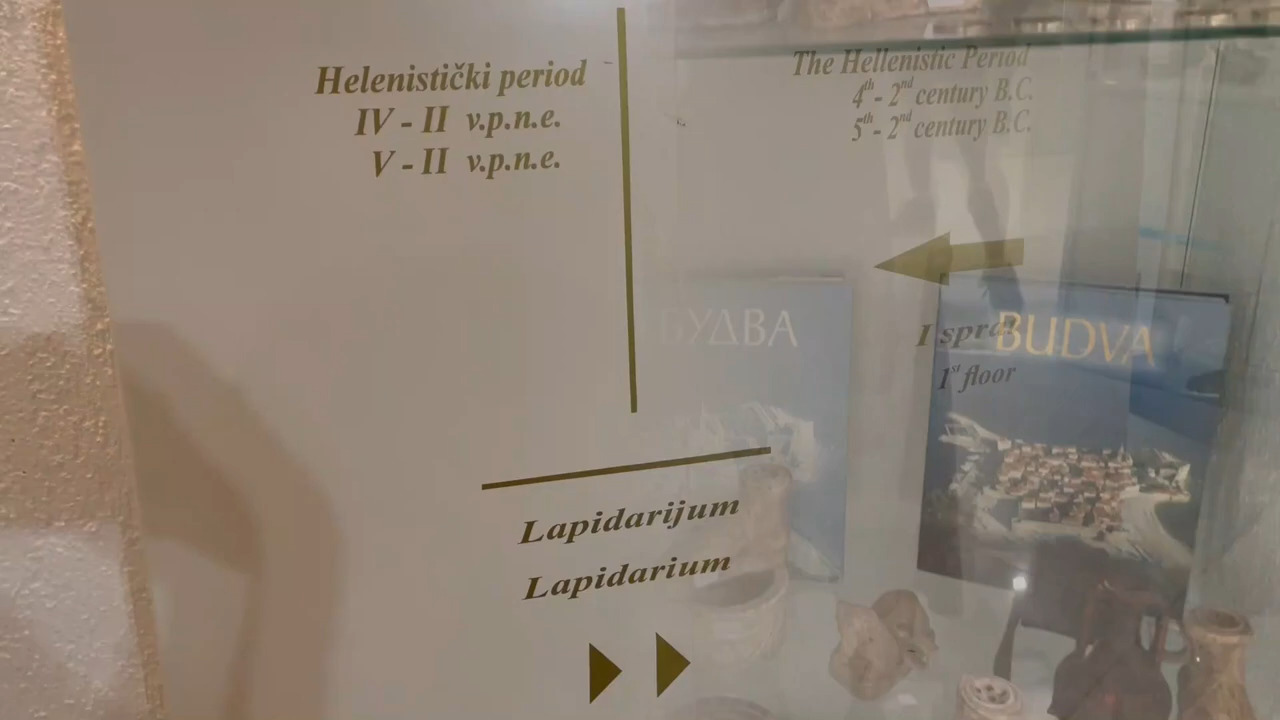 Helenistički period
IV - II v.p.n.e.
V - II v.p.n.e.
The Hellenistic Period
4th - 2nd century B.C.
5th - 2nd century B.C.
БУДВА
BUDVA
I sprat
1st floor
Lapidarijum
Lapidarium